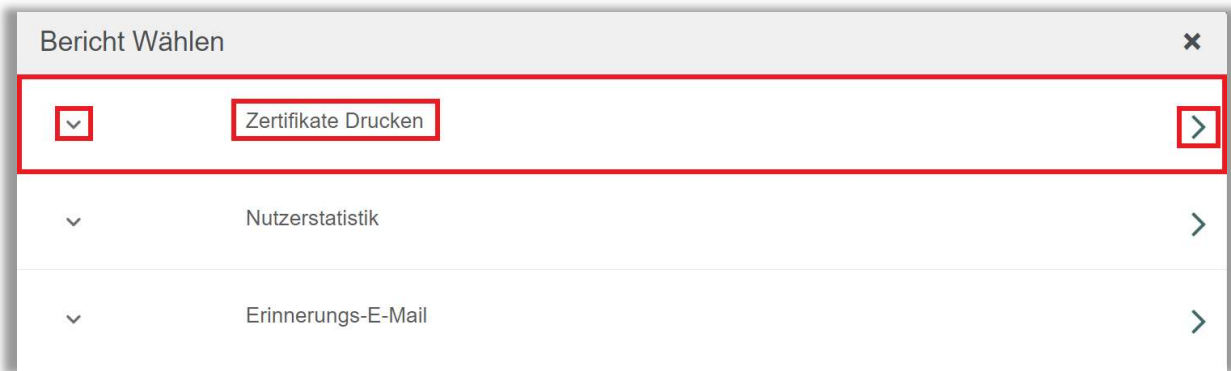 Bericht Wählen
Zertifikate Drucken
Nutzerstatistik
Erinnerungs-E-Mail